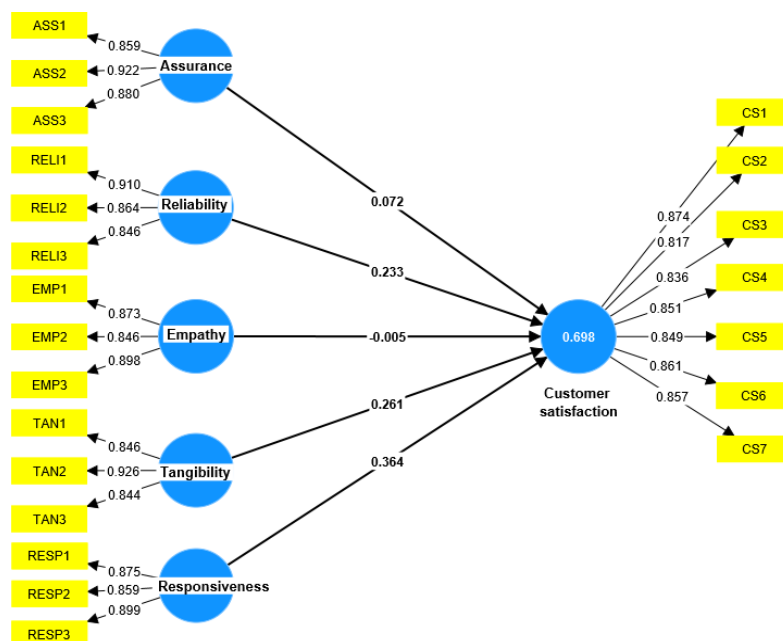 ASS1
0.859
ASS2
0.922
ASS3
0.880
Assurance
RELI1
0.910
RELI2
0.864
RELI3
0.846
Reliability
EMP1
0.873
EMP2
0.846
EMP3
0.898
Empathy
TAN1
0.846
TAN2
0.926
TAN3
0.844
Tangibility
RESP1
0.875
RESP2
0.859
RESP3
0.899
Responsiveness
0.072
0.233
-0.005
0.261
0.364
0.698
Customer
satisfaction
CS1
0.874
CS2
0.817
CS3
0.836
CS4
0.851
CS5
0.849
CS6
0.861
CS7
0.857